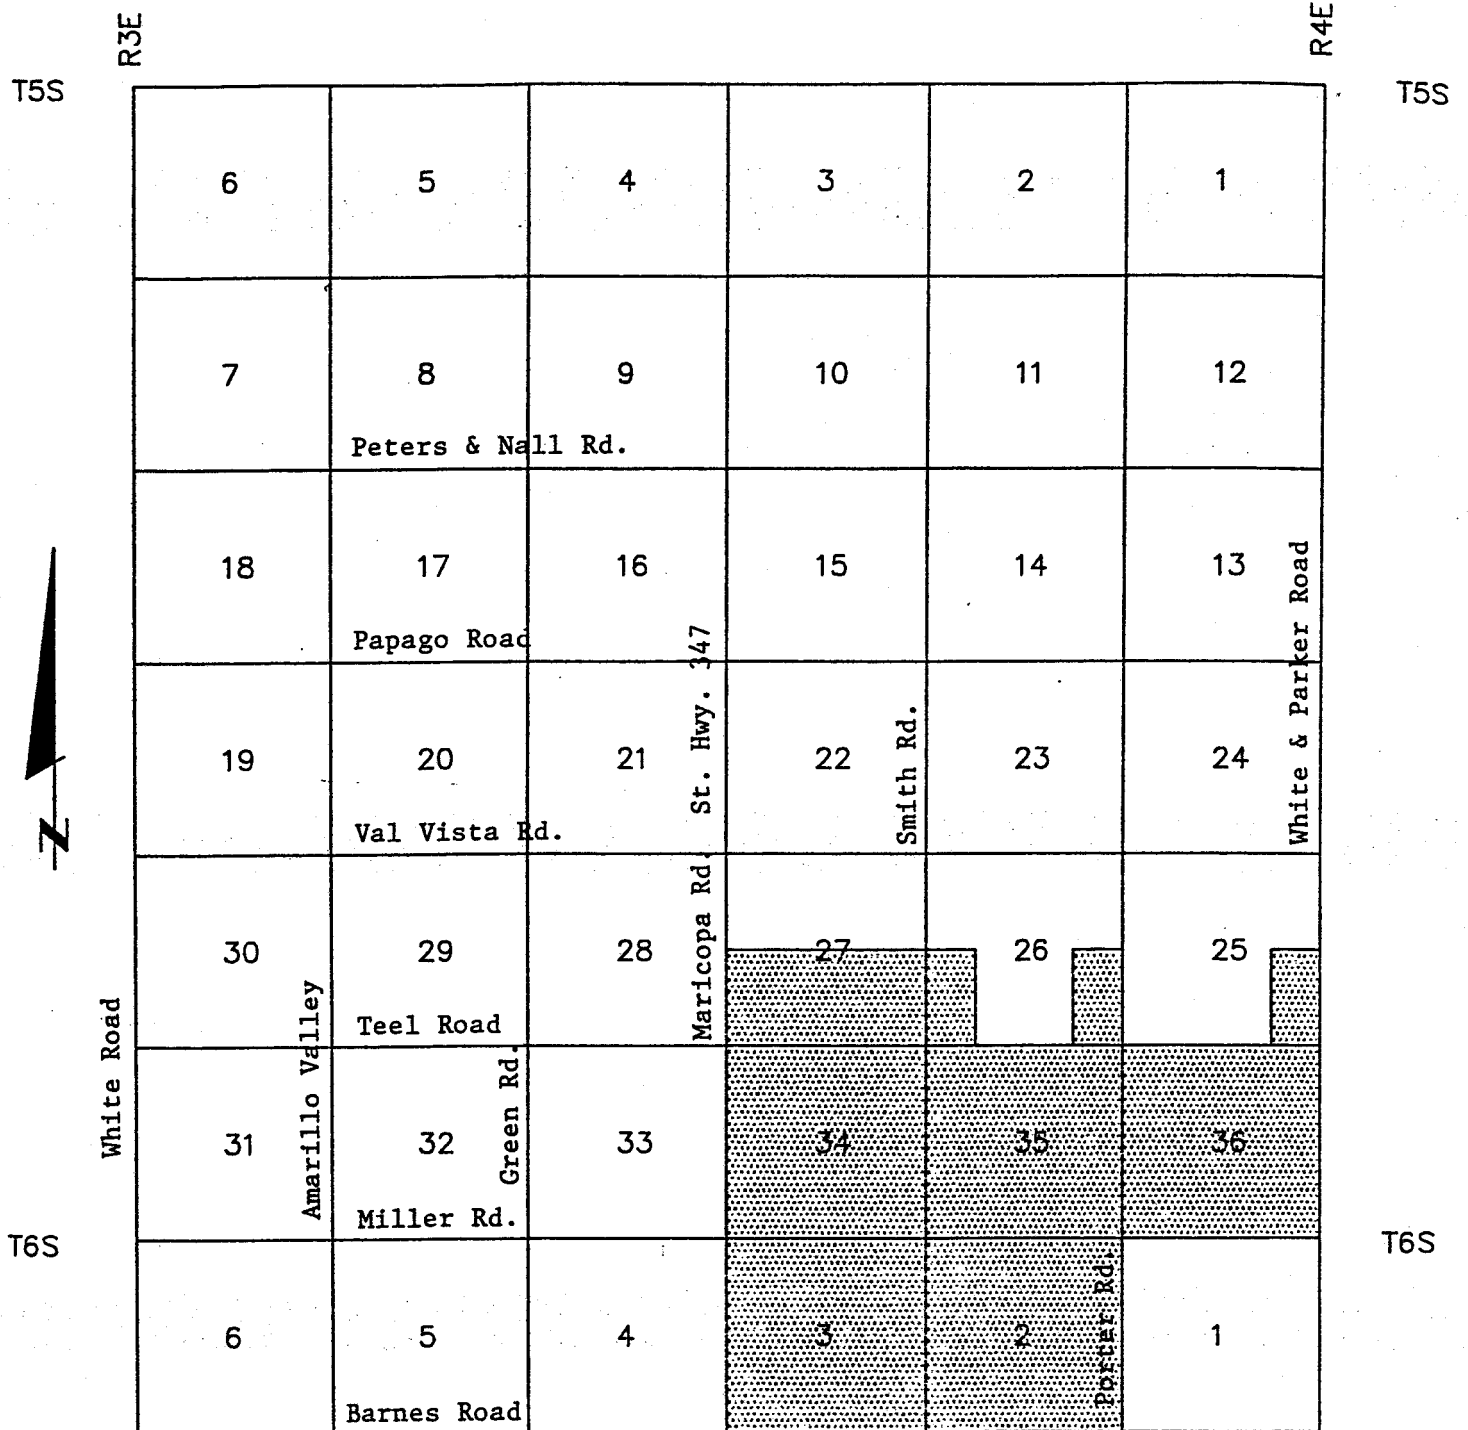 R3E
R4E
T5S
T5S
6 5 4 3 2 1
7 8 9 10 11 12
Peters & Nall Rd.
18 17 16 15 14 13
Papago Road
19 20 21 22 23 24
Val Vista Rd.
Maricopa Rd. St. Hwy. 347
Smith Rd.
White & Parker Road
30 29 28 27 26 25
Teel Road
White Road
Amarillo Valley
Green Rd.
31 32 33 34 35 36
Miller Rd.
T6S
T6S
6 5 4 3 2 1
Porter Rd.
Barnes Road
N